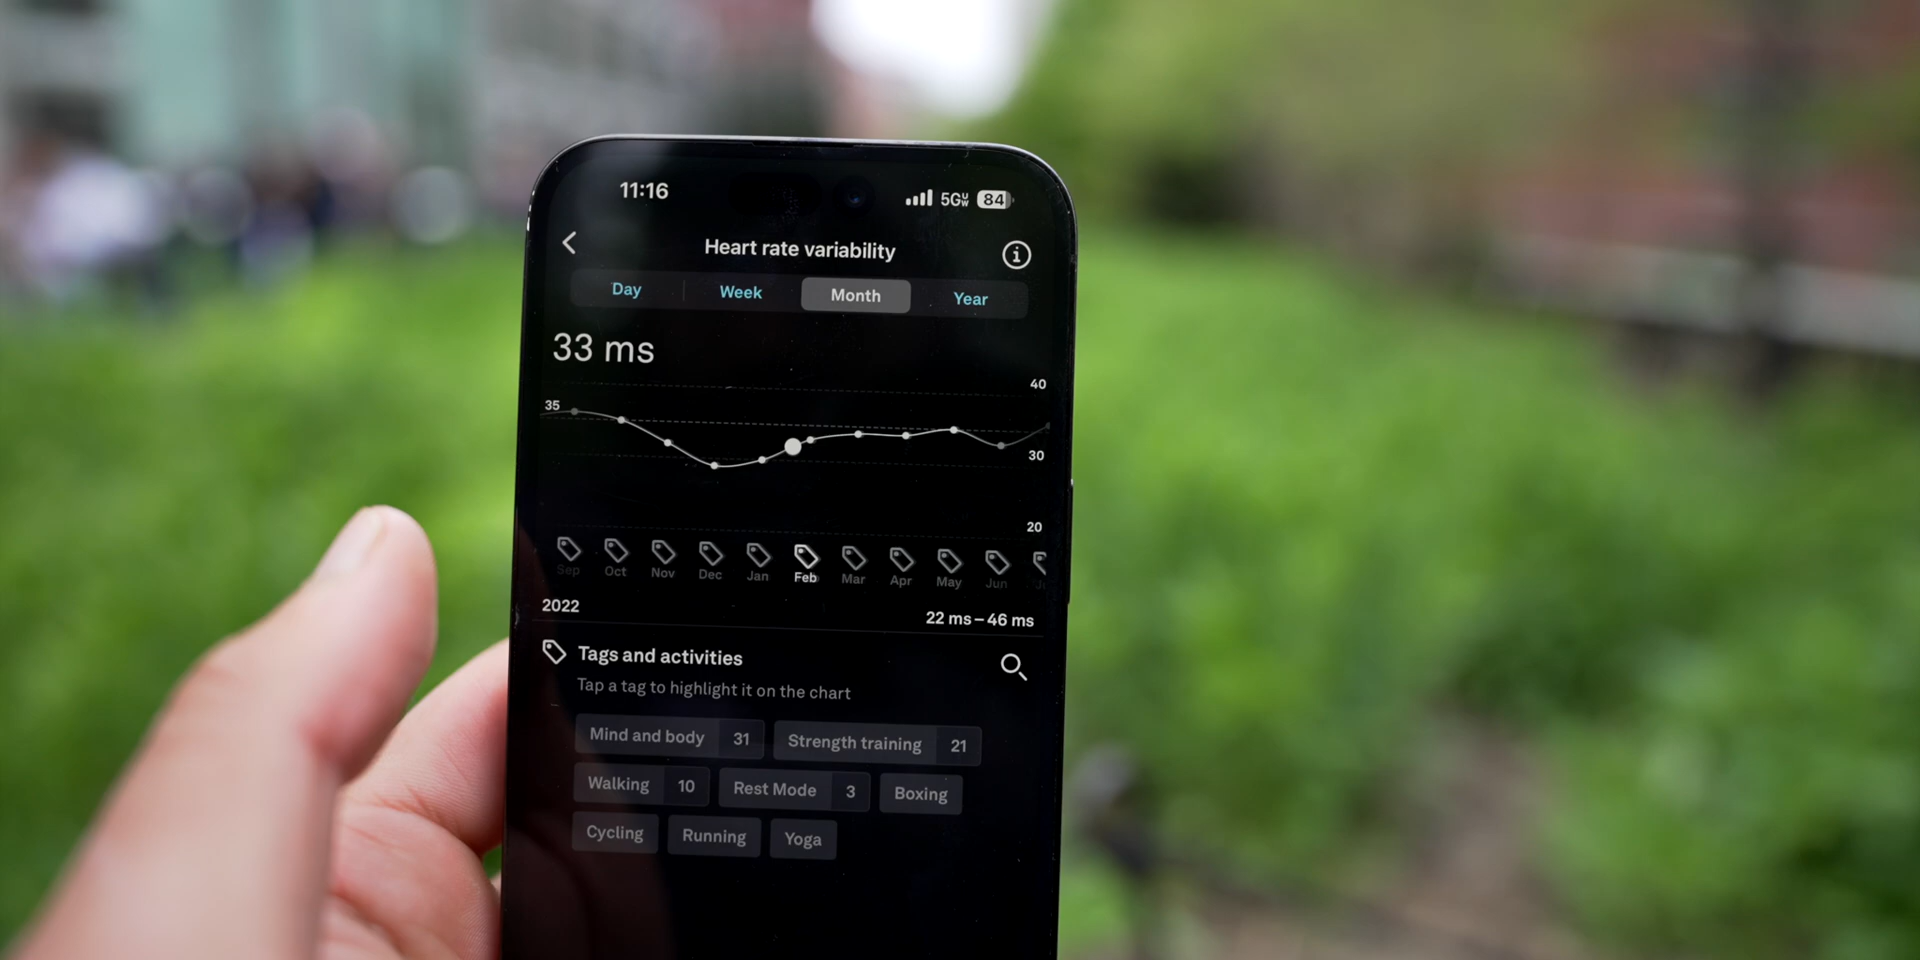 11:16 5G UW 84
Heart rate variability
Day Week Month Year
33 ms
40
35
30
20
Sep Oct Nov Dec Jan Feb Mar Apr May Jun
2022 22 ms – 46 ms
Tags and activities
Tap a tag to highlight it on the chart
Mind and body 31 Strength training 21
Walking 10 Rest Mode 3 Boxing
Cycling Running Yoga